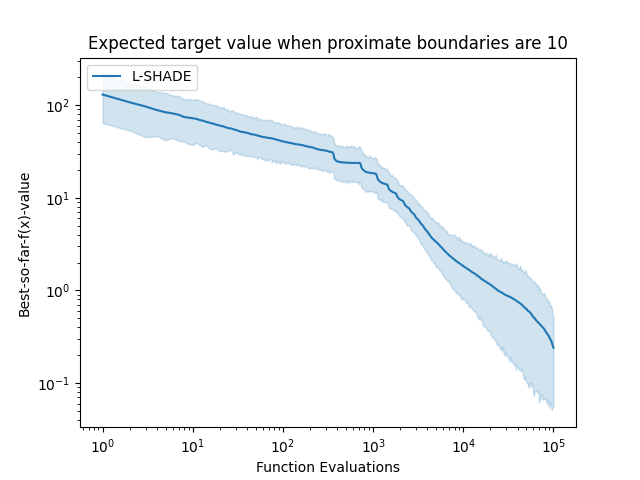 Expected target value when proximate boundaries are 10
L-SHADE
Best-so-far-f(x)-value
10²
10¹
10⁰
10⁻¹
10⁰ 10¹ 10² 10³ 10⁴ 10⁵
Function Evaluations